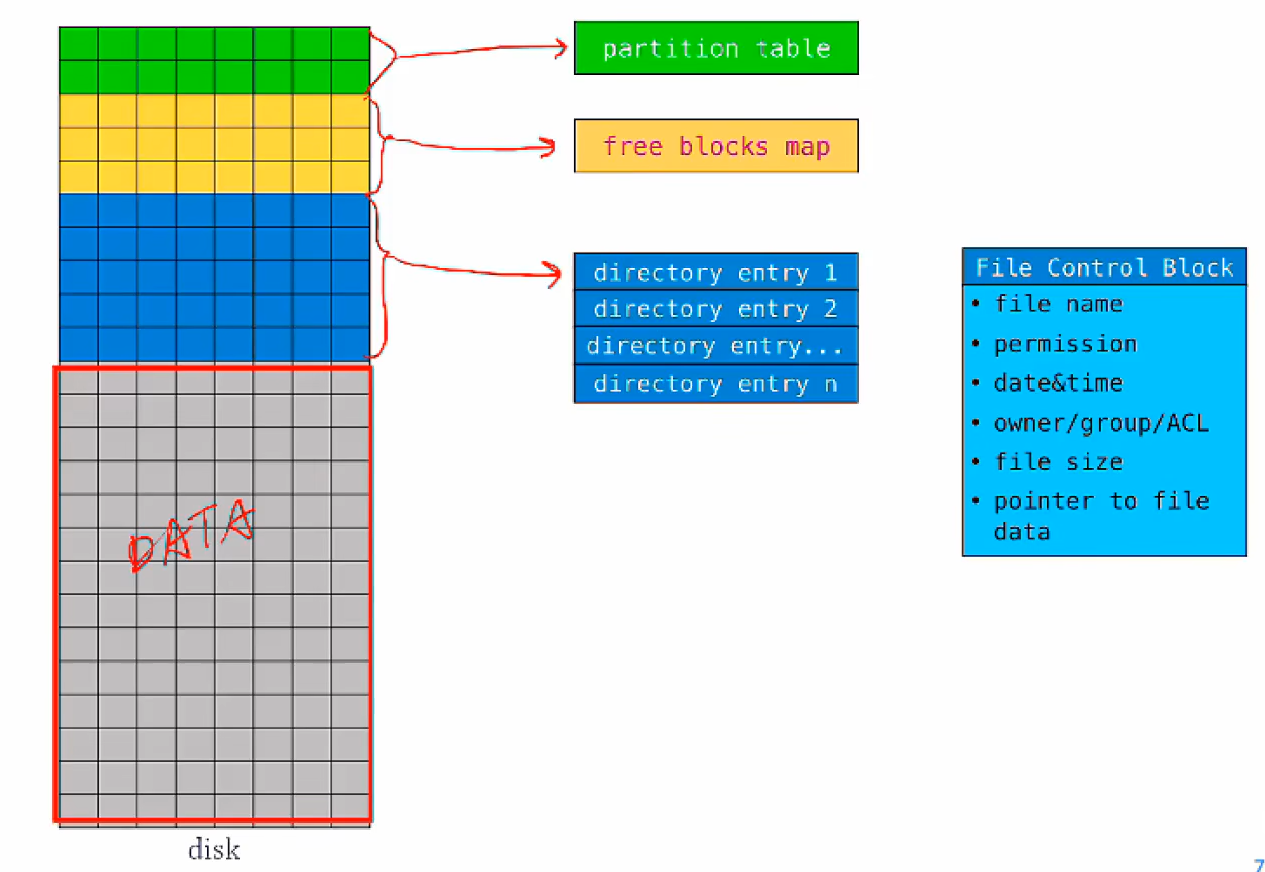 partition table
free blocks map
directory entry 1
directory entry 2
directory entry...
directory entry n
File Control Block
• file name
• permission
• date&time
• owner/group/ACL
• file size
• pointer to file
data
DATA
disk
7